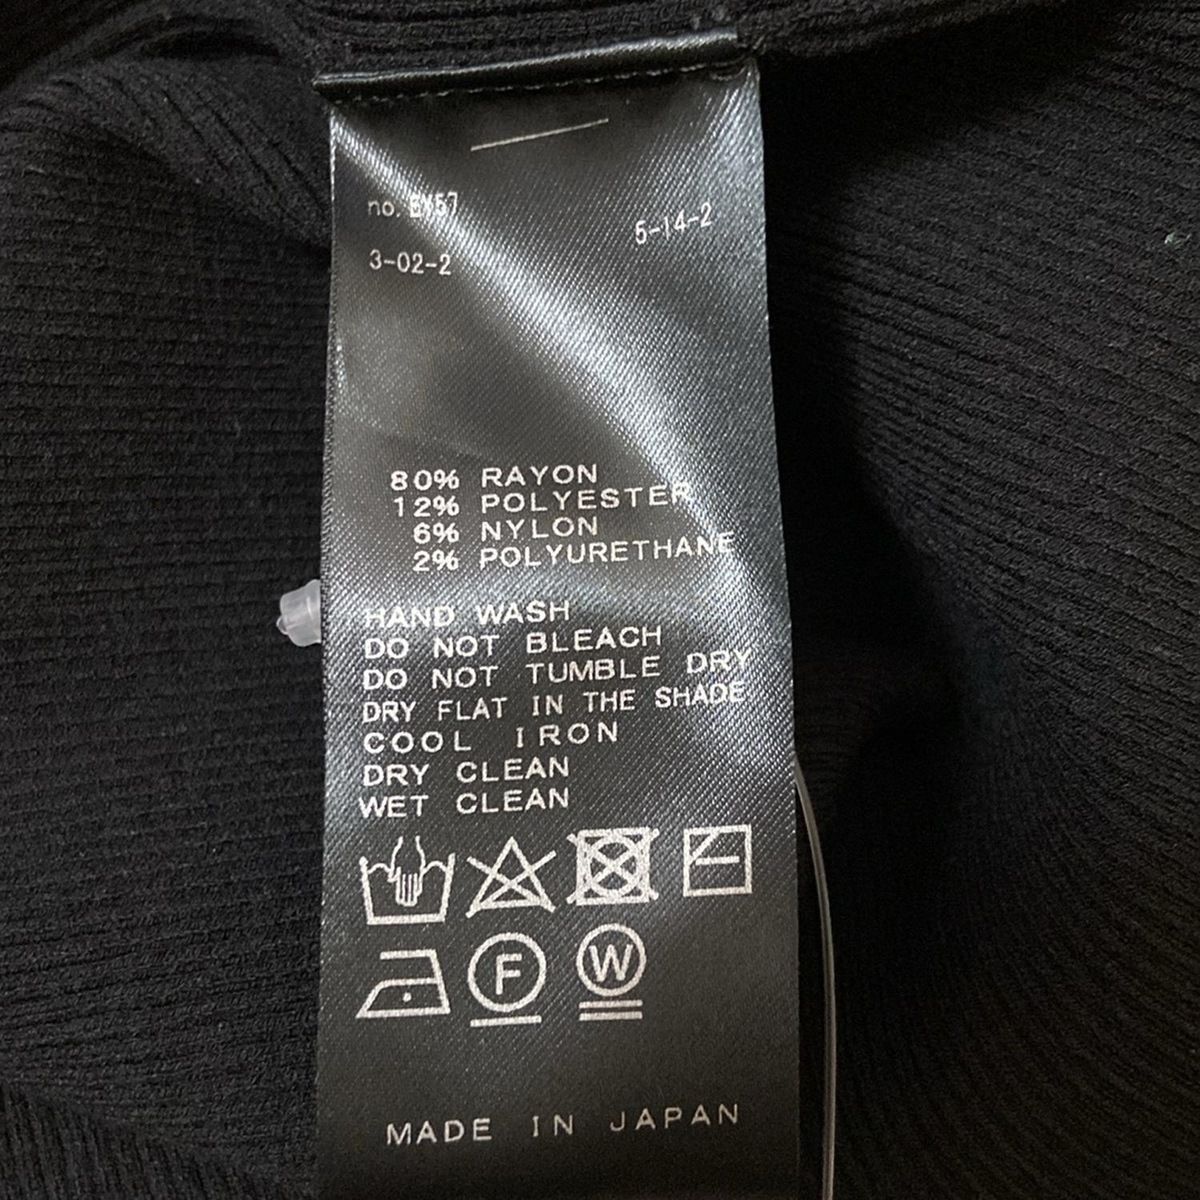 no. EY57
5-14-2
3-02-2
80% RAYON
12% POLYESTER
6% NYLON
2% POLYURETHANE
HAND WASH
DO NOT BLEACH
DO NOT TUMBLE DRY
DRY FLAT IN THE SHADE
COOL IRON
DRY CLEAN
WET CLEAN
F W
MADE IN JAPAN